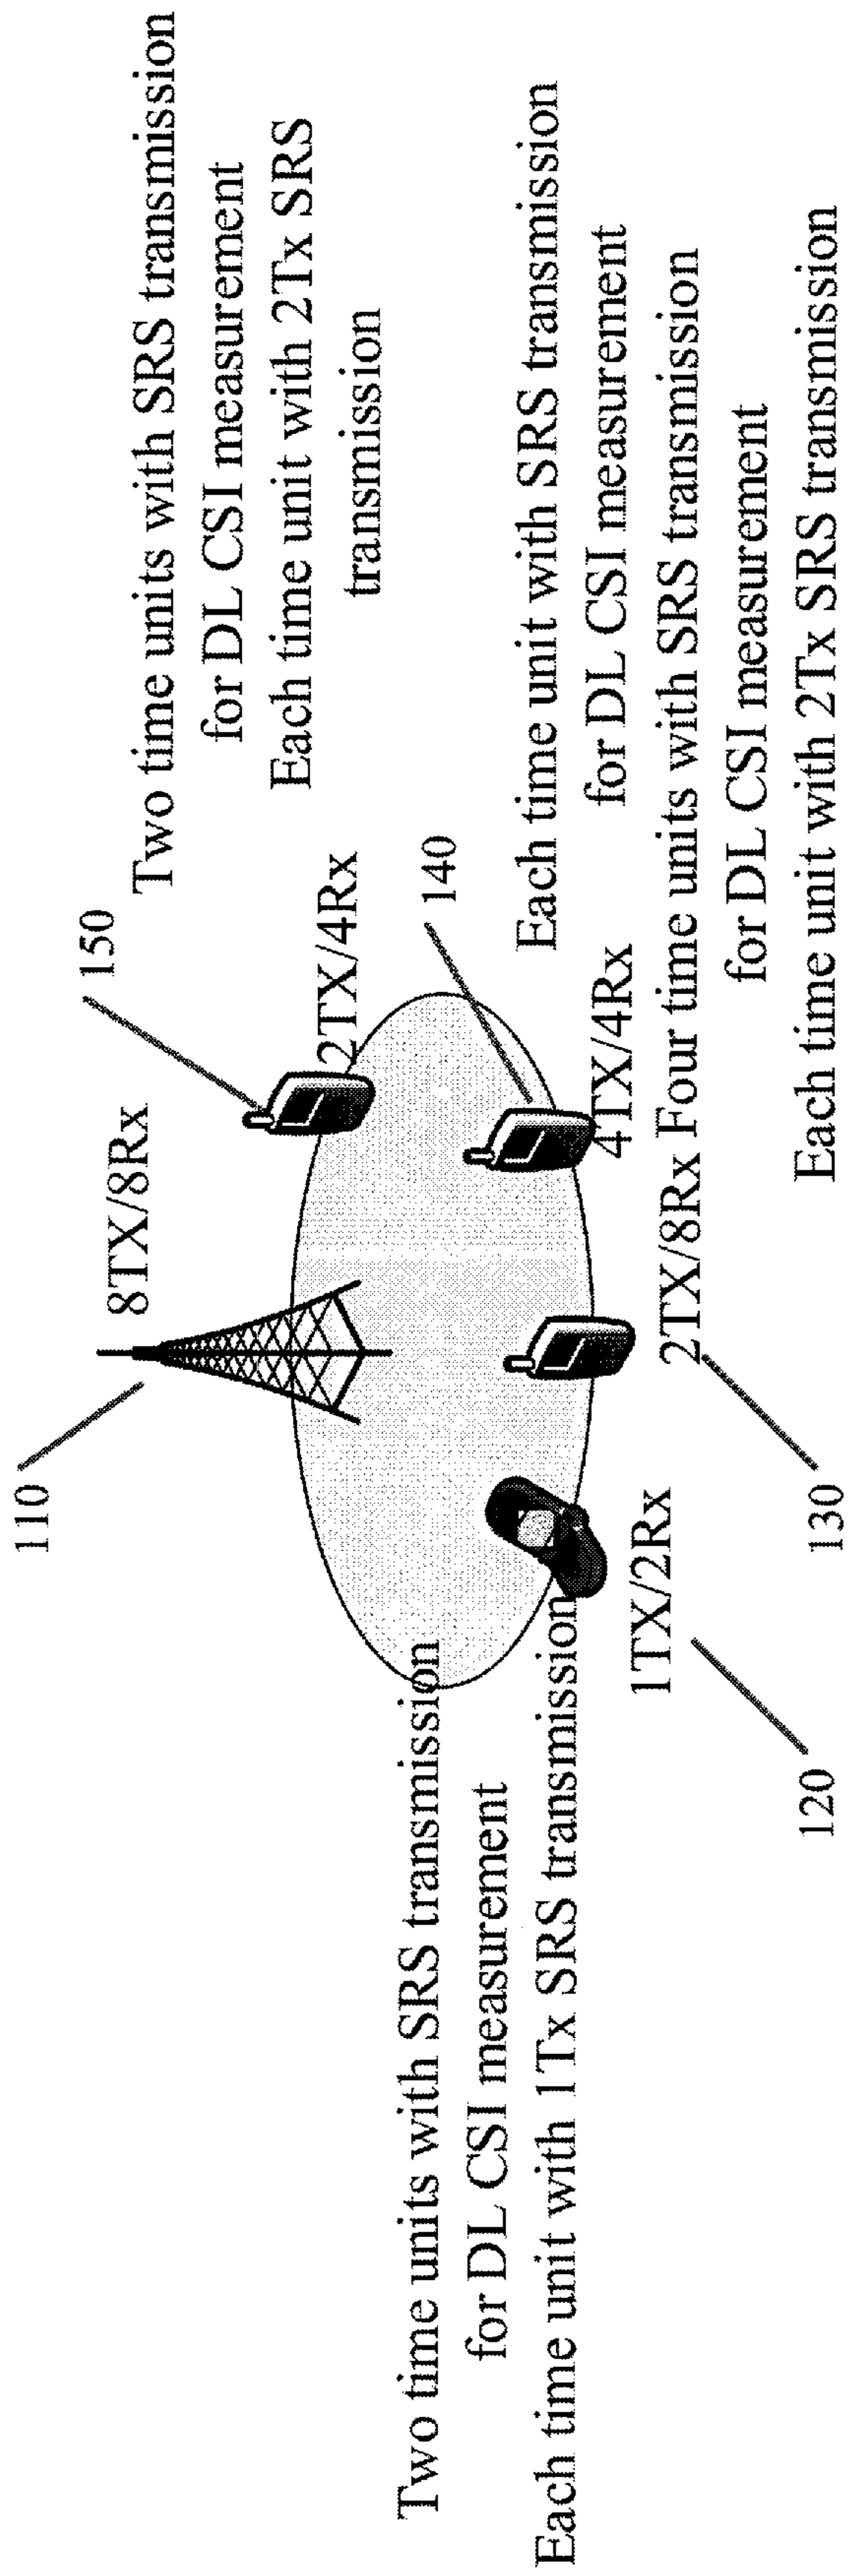 110
8TX/8Rx
150
Two time units with SRS transmission
for DL CSI measurement
Each time unit with 2Tx SRS
transmission
2TX/4Rx
140
Two time units with SRS transmission
for DL CSI measurement
Each time unit with 1Tx SRS transmission
Each time unit with SRS transmission
for DL CSI measurement
4TX/4Rx
1TX/2Rx
120
2TX/8Rx
130
Four time units with SRS transmission
for DL CSI measurement
Each time unit with 2Tx SRS transmission